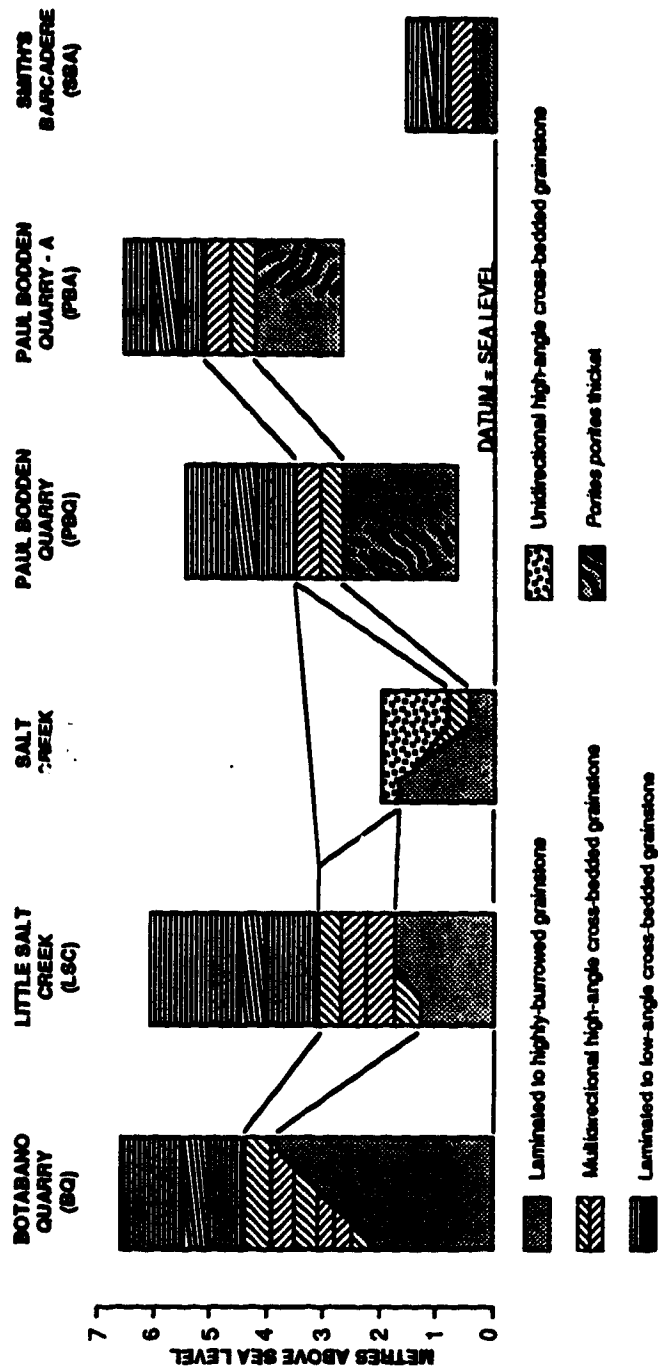 BOTABANO
QUARRY
(BQ)
LITTLE SALT
CREEK
(LSC)
SALT
CREEK
PAUL BODDEN
QUARRY
(PBQ)
PAUL BODDEN
QUARRY - A
(PBA)
SMITH'S
BARCADERE
(SBA)
METRES ABOVE SEA LEVEL
7
6
5
4
3
2
1
0
DATUM = SEA LEVEL
Laminated to highly-burrowed grainstone
Multidirectional high-angle cross-bedded grainstone
Laminated to low-angle cross-bedded grainstone
Unidirectional high-angle cross-bedded grainstone
Porites porites thicket